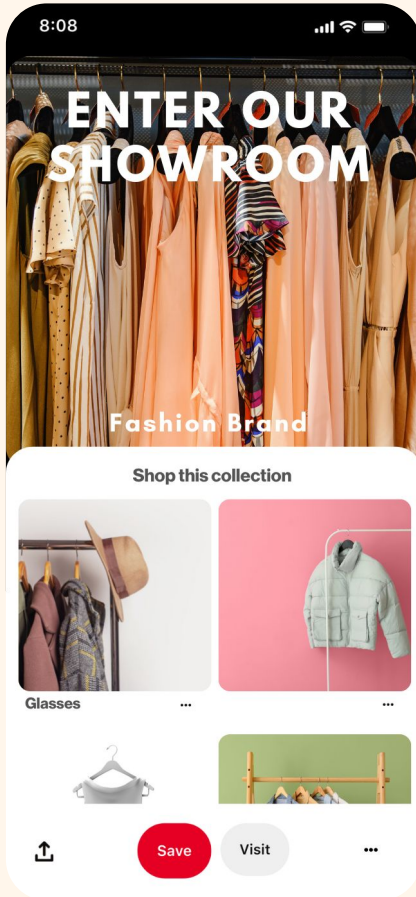 8:08
ENTER OUR
SHOWROOM
Fashion Brand
Shop this collection
Glasses
Save
Visit